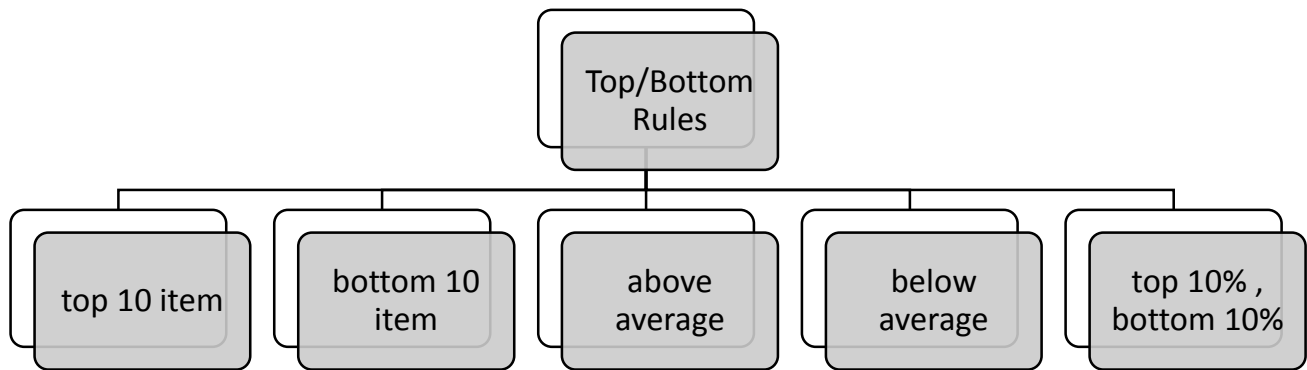 Top/Bottom
Rules
top 10 item
bottom 10
item
above
average
below
average
top 10% ,
bottom 10%